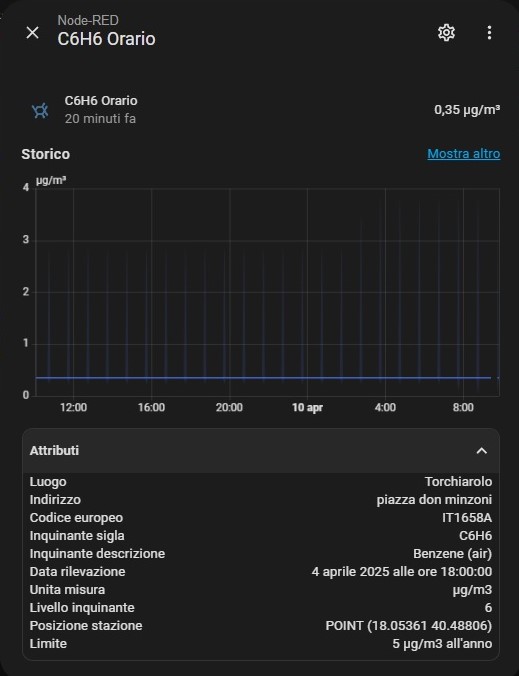 Node-RED
C6H6 Orario
C6H6 Orario
20 minuti fa
0,35 µg/m³
Storico
Mostra altro
µg/m³
4
3
2
1
0
12:00 16:00 20:00 10 apr 4:00 8:00
Attributi
Luogo Torchiarolo
Indirizzo piazza don minzoni
Codice europeo IT1658A
Inquinante sigla C6H6
Inquinante descrizione Benzene (air)
Data rilevazione 4 aprile 2025 alle ore 18:00:00
Unita misura µg/m3
Livello inquinante 6
Posizione stazione POINT (18.05361 40.48806)
Limite 5 µg/m3 all'anno